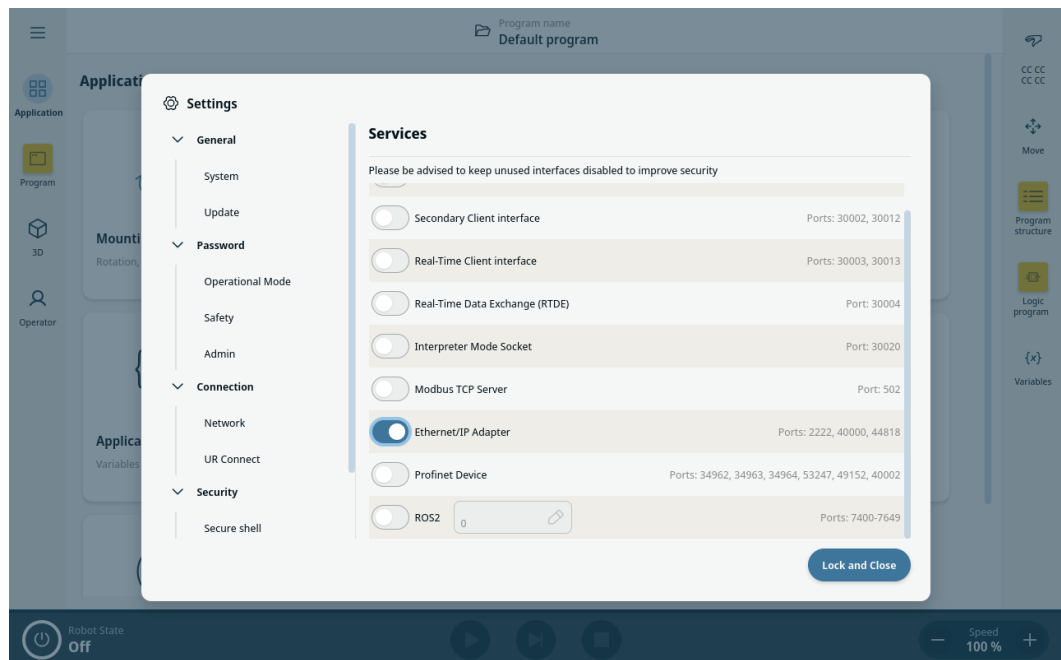 Program name
Default program
Application
Program
3D
Operator
Applicati
Mounti
Rotation,
Applica
Variables
Settings
General
System
Update
Password
Operational Mode
Safety
Admin
Connection
Network
UR Connect
Security
Secure shell
Services
Please be advised to keep unused interfaces disabled to improve security
Secondary Client interface Ports: 30002, 30012
Real-Time Client interface Ports: 30003, 30013
Real-Time Data Exchange (RTDE) Port: 30004
Interpreter Mode Socket Port: 30020
Modbus TCP Server Port: 502
Ethernet/IP Adapter Ports: 2222, 40000, 44818
Profinet Device Ports: 34962, 34963, 34964, 53247, 49152, 40002
ROS2 0 Ports: 7400-7649
Lock and Close
CC CC
CC CC
Move
Program
structure
Logic
program
{x}
Variables
Robot State
Off
Speed
100 %